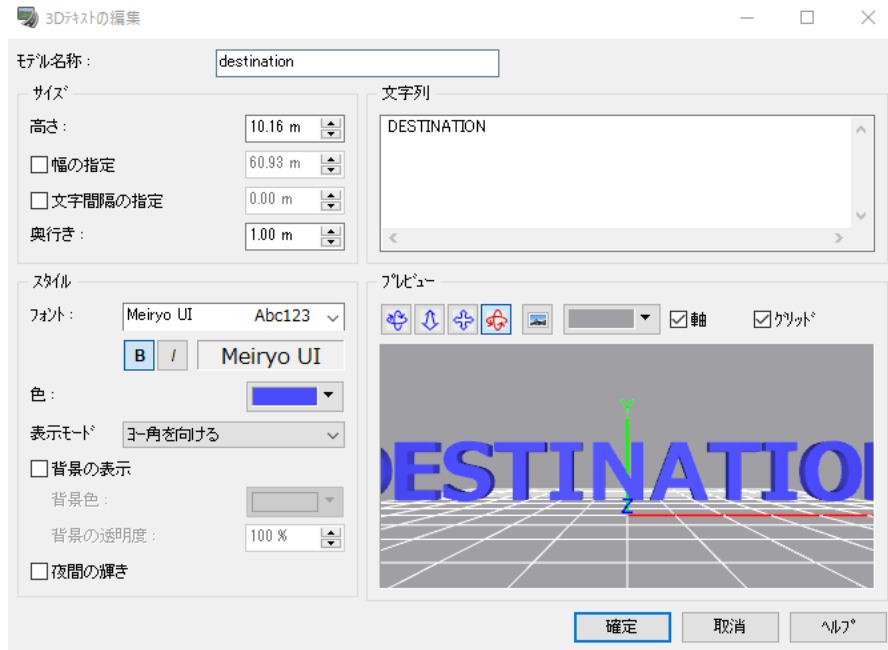 3Dﾃｷｽﾄの編集
ﾓﾃﾞﾙ名称 : destination
ｻｲｽﾞ
高さ : 10.16 m
幅の指定 60.93 m
文字間隔の指定 0.00 m
奥行き : 1.00 m
文字列
DESTINATION
ｽﾀｲﾙ
ﾌｫﾝﾄ : Meiryo UI Abc123
B I Meiryo UI
色 :
表示ﾓｰﾄﾞ ﾖｰ角を向ける
背景の表示
背景色 :
背景の透明度 : 100 %
夜間の輝き
ﾌﾟﾚﾋﾞｭｰ
軸 ｸﾞﾘｯﾄﾞ
Y
DESTINATIO
Z
確定 取消 ﾍﾙﾌﾟ